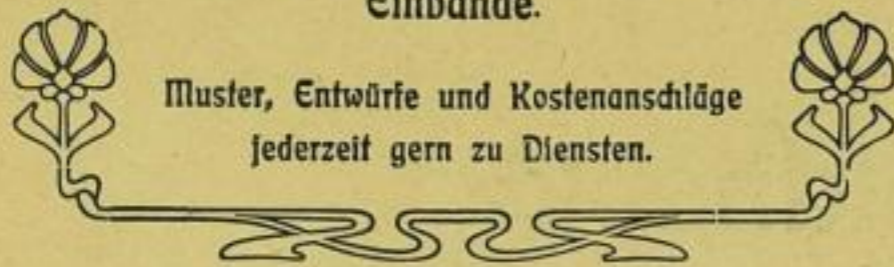 Einbände.
Muster, Entwürfe und Kostenanschläge
jederzeit gern zu Diensten.